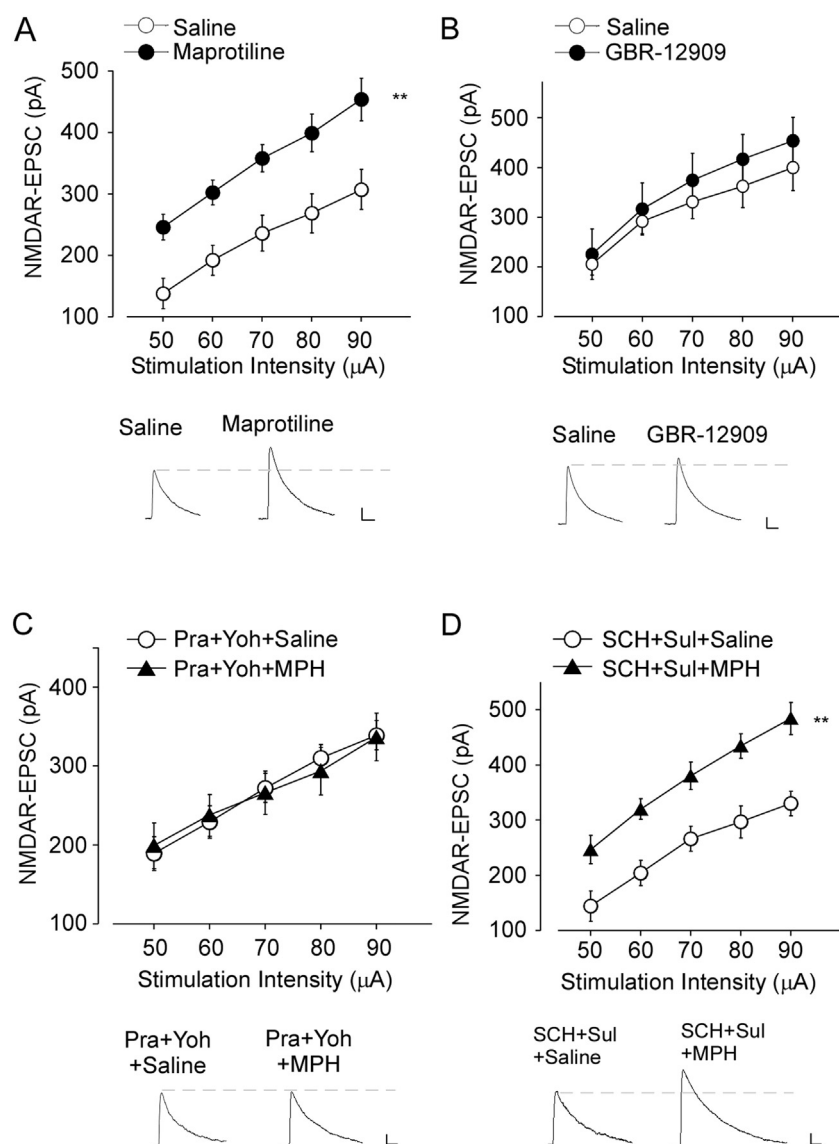 A
Saline
Maprotiline
NMDAR-EPSC (pA)
500
400
300
200
100
**
50 60 70 80 90
Stimulation Intensity (μA)
Saline
Maprotiline
B
Saline
GBR-12909
NMDAR-EPSC (pA)
500
400
300
200
100
50 60 70 80 90
Stimulation Intensity (μA)
Saline
GBR-12909
C
Pra+Yoh+Saline
Pra+Yoh+MPH
NMDAR-EPSC (pA)
400
300
200
100
50 60 70 80 90
Stimulation Intensity (μA)
Pra+Yoh
+Saline
Pra+Yoh
+MPH
D
SCH+Sul+Saline
SCH+Sul+MPH
NMDAR-EPSC (pA)
500
400
300
200
100
**
50 60 70 80 90
Stimulation Intensity (μA)
SCH+Sul
+Saline
SCH+Sul
+MPH